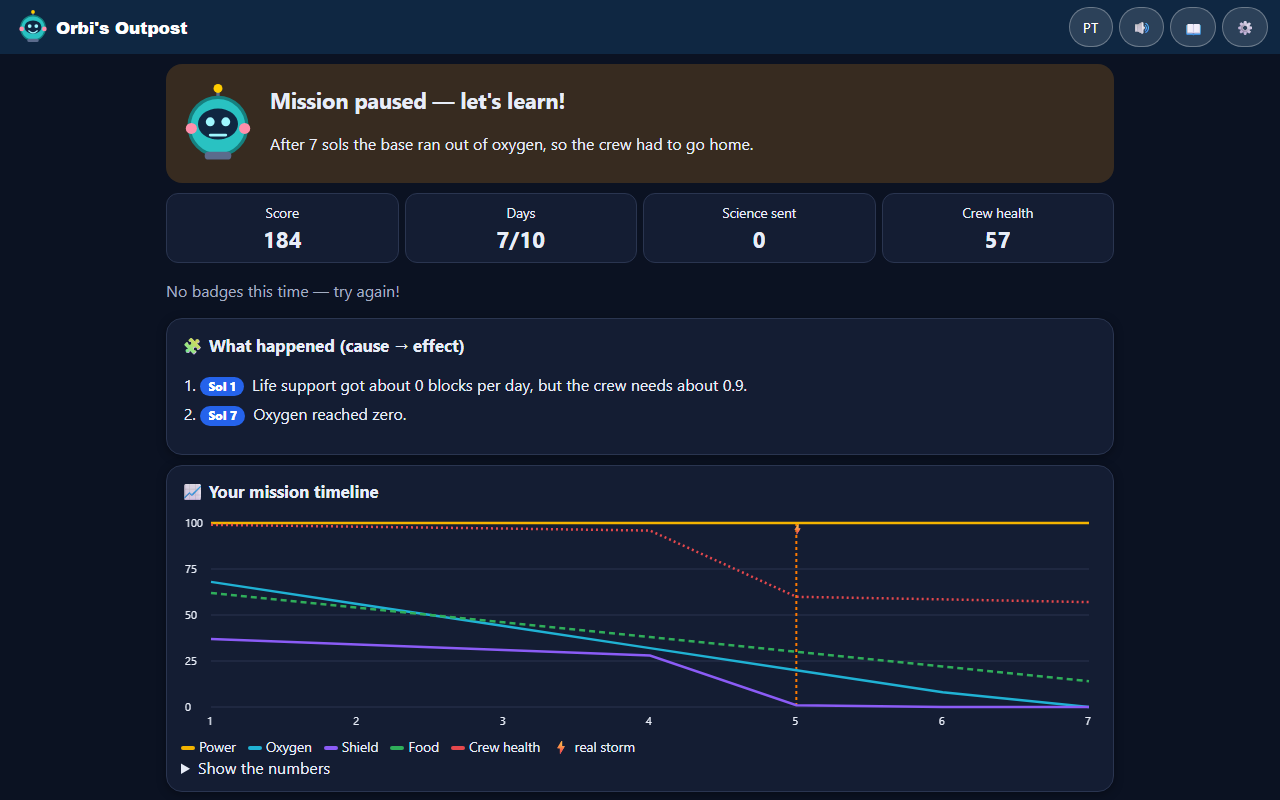 Orbi's Outpost
PT
Mission paused — let's learn!
After 7 sols the base ran out of oxygen, so the crew had to go home.
Score
184
Days
7/10
Science sent
0
Crew health
57
No badges this time — try again!
What happened (cause → effect)
1. Sol 1 Life support got about 0 blocks per day, but the crew needs about 0.9.
2. Sol 7 Oxygen reached zero.
Your mission timeline
100
75
50
25
0
1 2 3 4 5 6 7
Power Oxygen Shield Food Crew health real storm
Show the numbers